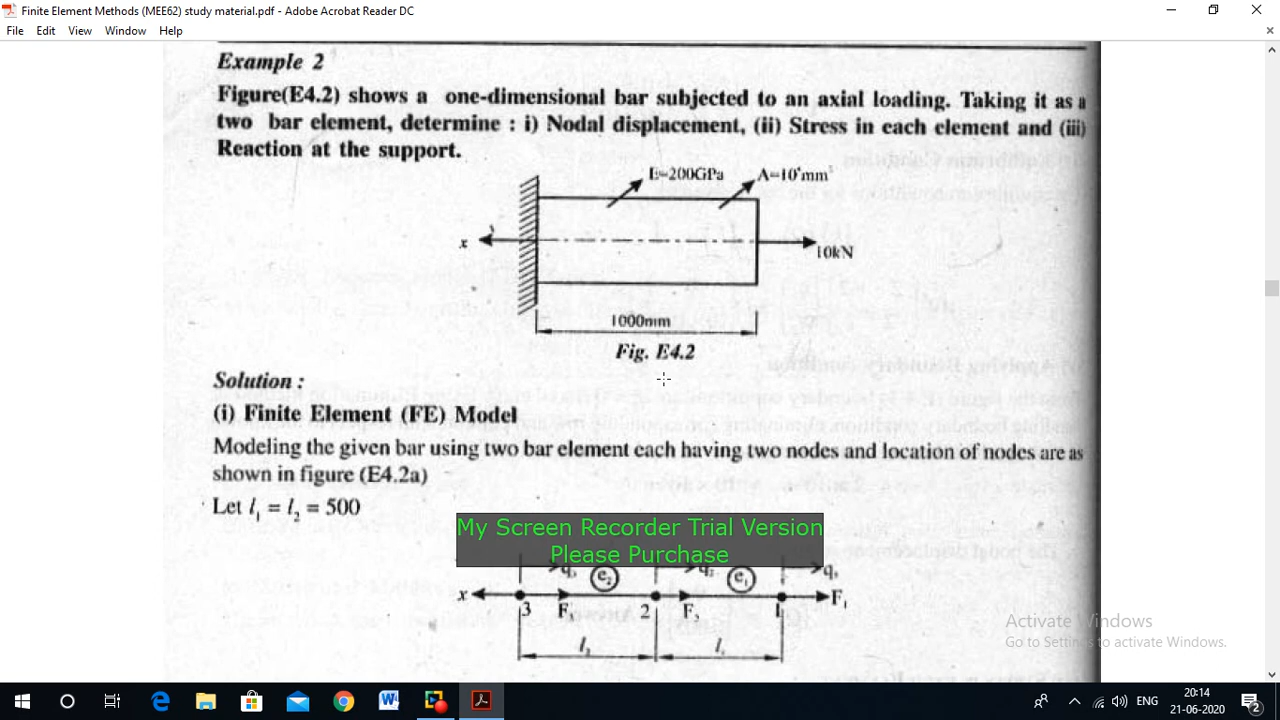 Finite Element Methods (MEE62) study material.pdf - Adobe Acrobat Reader DC
File Edit View Window Help
Example 2
Figure(E4.2) shows a one-dimensional bar subjected to an axial loading. Taking it as a
two bar element, determine : i) Nodal displacement, (ii) Stress in each element and (iii)
Reaction at the support.
E=200GPa
A=10⁴mm²
x
10kN
1000mm
Fig. E4.2
Solution :
(i) Finite Element (FE) Model
Modeling the given bar using two bar element each having two nodes and location of nodes are as
shown in figure (E4.2a)
Let l₁ = l₂ = 500
My Screen Recorder Trial Version
Please Purchase
e₂ e₁
x 3 2 1 F₁
Activate Windows
Go to Settings to activate Windows.
ENG
20:14
21-06-2020
2